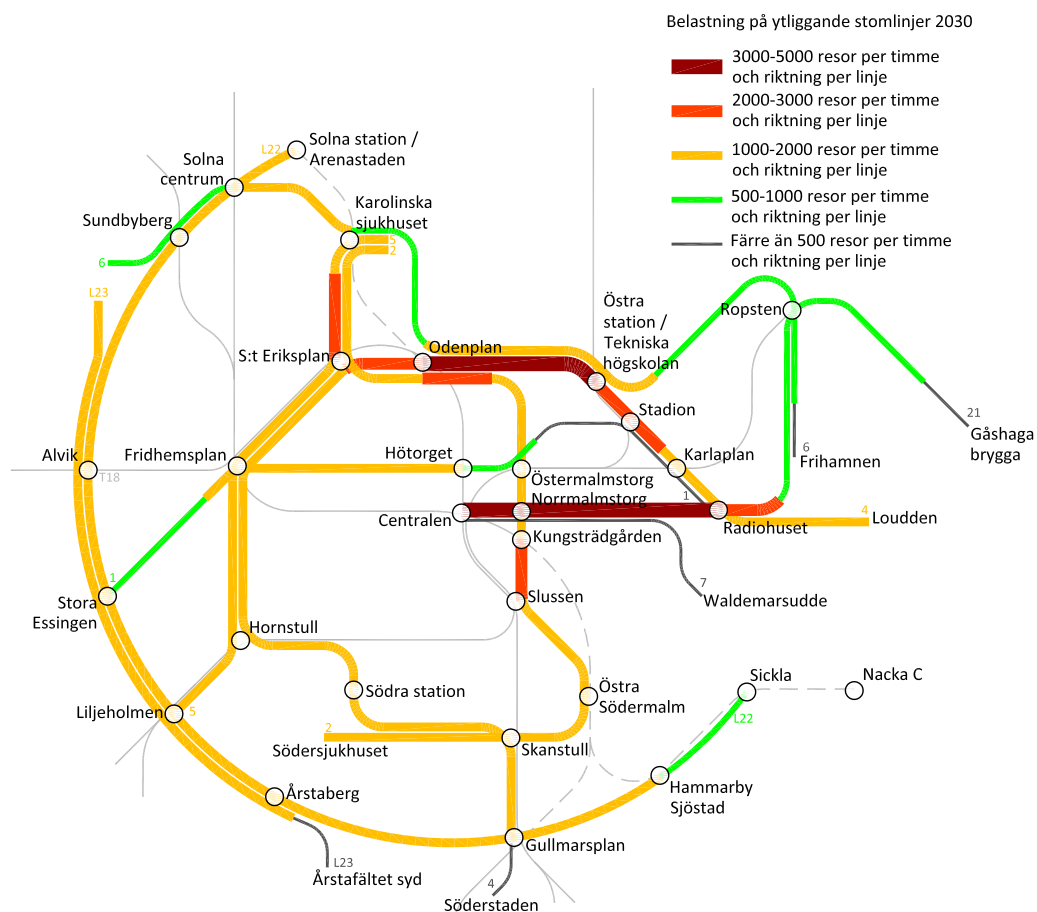 Belastning på ytliggande stomlinjer 2030
3000-5000 resor per timme
och riktning per linje
2000-3000 resor per timme
och riktning per linje
1000-2000 resor per timme
och riktning per linje
500-1000 resor per timme
och riktning per linje
Färre än 500 resor per timme
och riktning per linje
L22
Solna station /
Arenastaden
Solna
centrum
Karolinska
sjukhuset
Sundbyberg
5
2
6
L23
Östra
station /
Tekniska
högskolan
Ropsten
S:t Eriksplan
Odenplan
Stadion
21
Gåshaga
brygga
Alvik
T18
Fridhemsplan
Hötorget
Karlaplan
6
Frihamnen
Östermalmstorg
Norrmalmstorg
1
Centralen
Radiohuset
4
Loudden
Kungsträdgården
1
Stora
Essingen
Slussen
7
Waldemarsudde
Hornstull
Södra station
Östra
Södermalm
Sickla
Nacka C
L22
Liljeholmen
5
2
Södersjukhuset
Skanstull
Årstaberg
Hammarby
Sjöstad
Gullmarsplan
L23
Årstafältet syd
4
Söderstaden